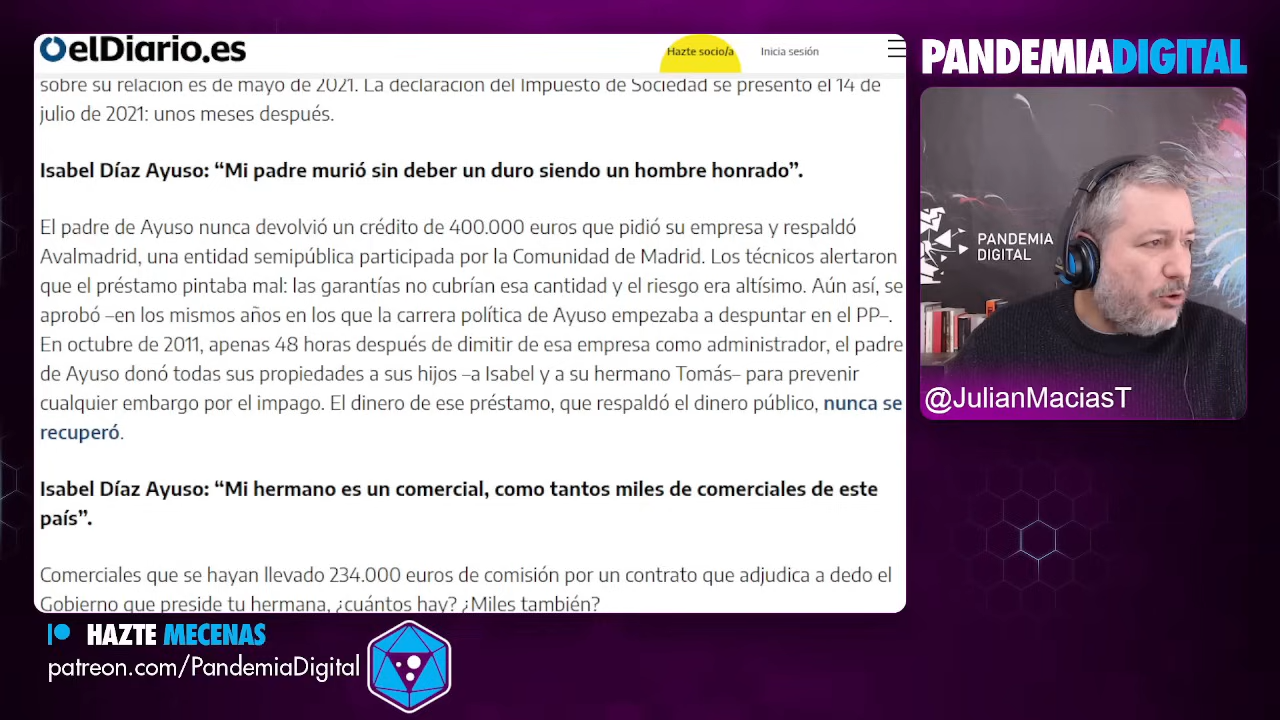 elDiario.es
Hazte socio/a
Inicia sesión
sobre su relación es de mayo de 2021. La declaración del Impuesto de Sociedad se presentó el 14 de
julio de 2021: unos meses después.
Isabel Díaz Ayuso: “Mi padre murió sin deber un duro siendo un hombre honrado”.
El padre de Ayuso nunca devolvió un crédito de 400.000 euros que pidió su empresa y respaldó
Avalmadrid, una entidad semipública participada por la Comunidad de Madrid. Los técnicos alertaron
que el préstamo pintaba mal: las garantías no cubrían esa cantidad y el riesgo era altísimo. Aún así, se
aprobó –en los mismos años en los que la carrera política de Ayuso empezaba a despuntar en el PP–.
En octubre de 2011, apenas 48 horas después de dimitir de esa empresa como administrador, el padre
de Ayuso donó todas sus propiedades a sus hijos –a Isabel y a su hermano Tomás– para prevenir
cualquier embargo por el impago. El dinero de ese préstamo, que respaldó el dinero público, nunca se
recuperó.
Isabel Díaz Ayuso: “Mi hermano es un comercial, como tantos miles de comerciales de este
país”.
Comerciales que se hayan llevado 234.000 euros de comisión por un contrato que adjudica a dedo el
Gobierno que preside tu hermana, ¿cuántos hay? ¿Miles también?
PANDEMIADIGITAL
PANDEMIA
DIGITAL
@JulianMaciasT
HAZTE MECENAS
patreon.com/PandemiaDigital